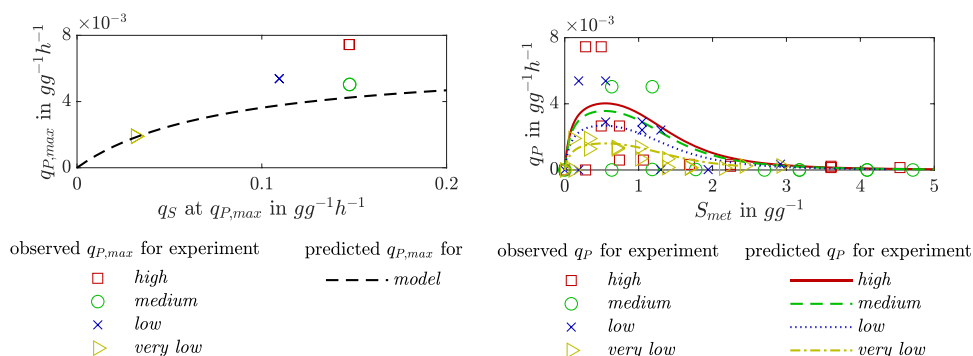 ×10⁻³
8
4
0
q_{P,max} in gg⁻¹h⁻¹
0
0.1
0.2
q_S at q_{P,max} in gg⁻¹h⁻¹
observed q_{P,max} for experiment
high
medium
low
very low
predicted q_{P,max} for
model
×10⁻³
8
4
0
q_P in gg⁻¹h⁻¹
0
1
2
3
4
5
S_{met} in gg⁻¹
observed q_P for experiment
high
medium
low
very low
predicted q_P for experiment
high
medium
low
very low